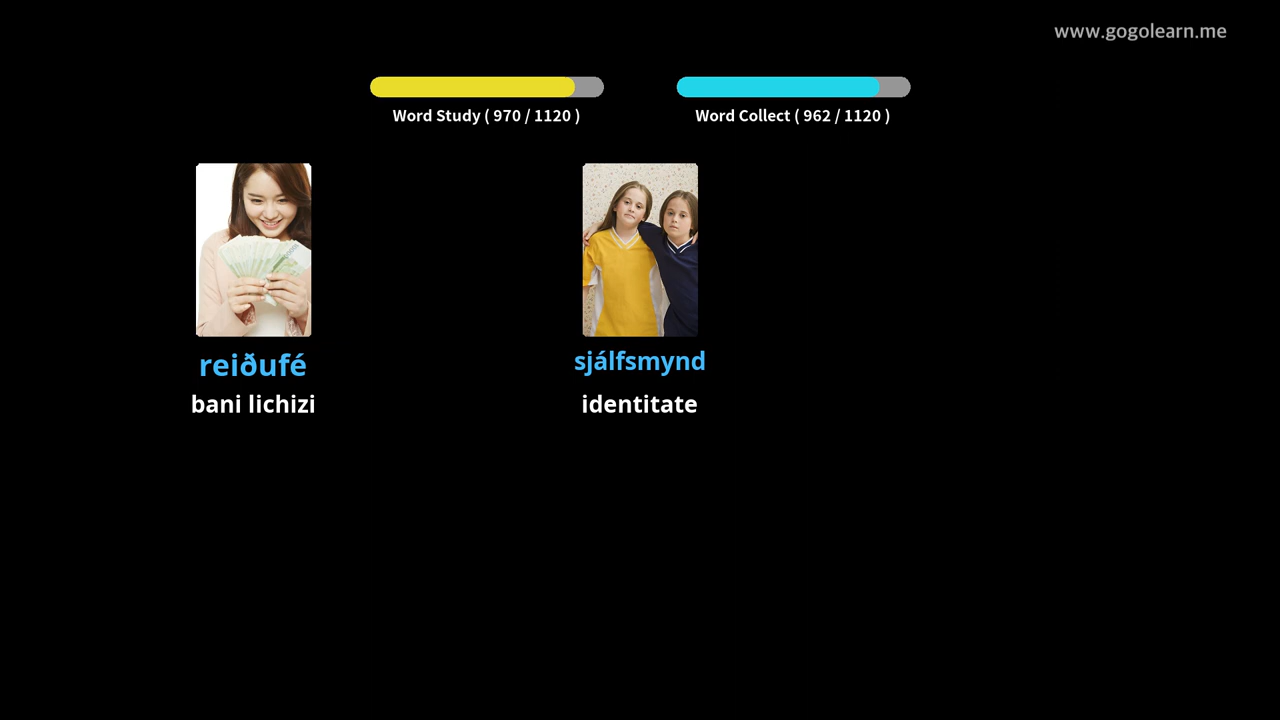 www.gogolearn.me
Word Study ( 970 / 1120 )
Word Collect ( 962 / 1120 )
reiðufé
bani lichizi
sjálfsmynd
identitate